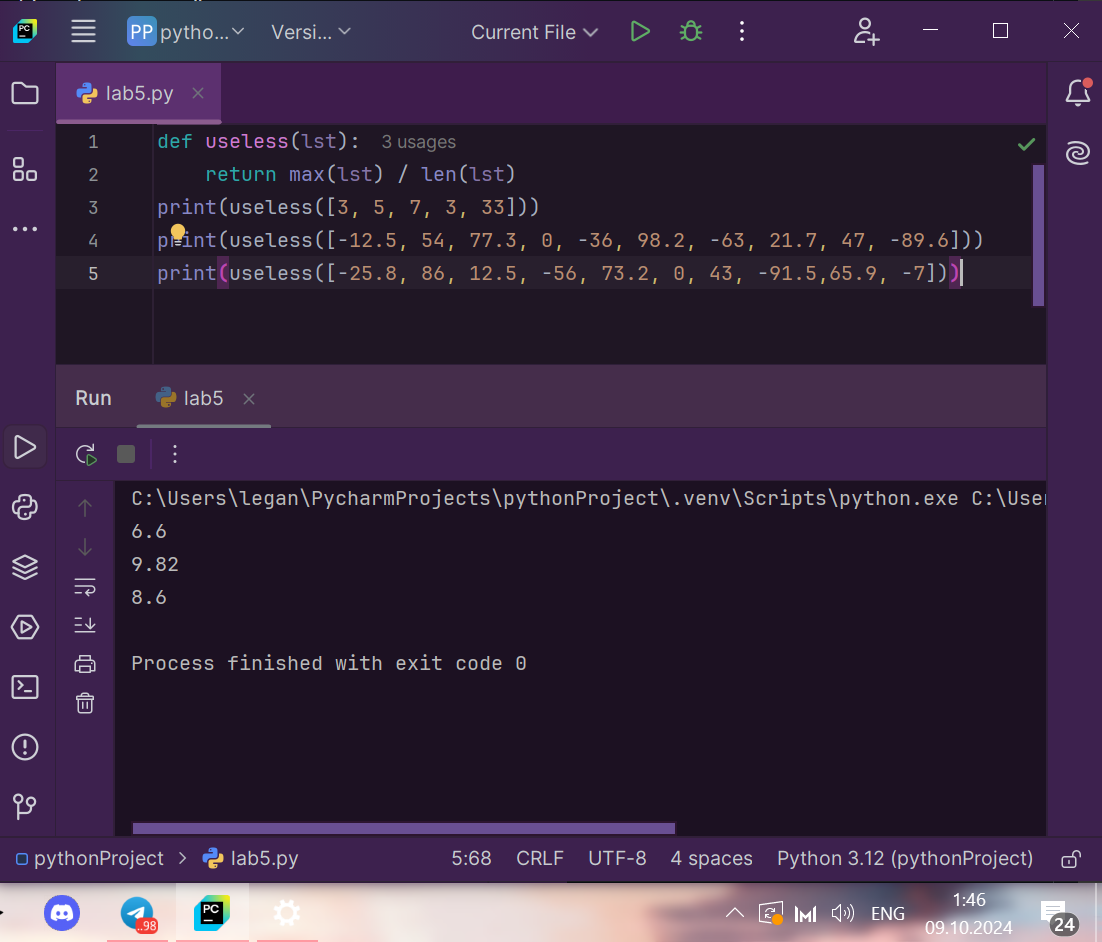 PC PP pytho... Versi... Current File
lab5.py
1 def useless(lst): 3 usages
2     return max(lst) / len(lst)
3 print(useless([3, 5, 7, 3, 33]))
4 print(useless([-12.5, 54, 77.3, 0, -36, 98.2, -63, 21.7, 47, -89.6]))
5 print(useless([-25.8, 86, 12.5, -56, 73.2, 0, 43, -91.5,65.9, -7]))
Run lab5
C:\Users\legan\PycharmProjects\pythonProject\.venv\Scripts\python.exe C:\User
6.6
9.82
8.6
Process finished with exit code 0
pythonProject > lab5.py 5:68 CRLF UTF-8 4 spaces Python 3.12 (pythonProject)
..98 PC ENG 1:46
09.10.2024 24